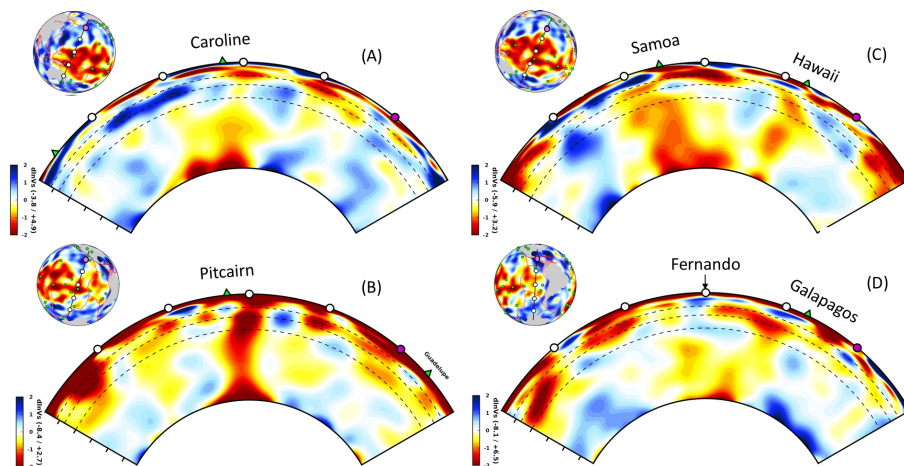 Caroline
(A)
2
1
0
-1
-2
dlnVs (-3.8 / +4.9)
Samoa
Hawaii
(C)
2
1
0
-1
-2
dlnVs (-5.9 / +3.2)
Pitcairn
(B)
Guadelupe
2
1
0
-1
-2
dlnVs (-8.4 / +2.7)
Fernando
Galapagos
(D)
2
1
0
-1
-2
dlnVs (-8.1 / +6.5)